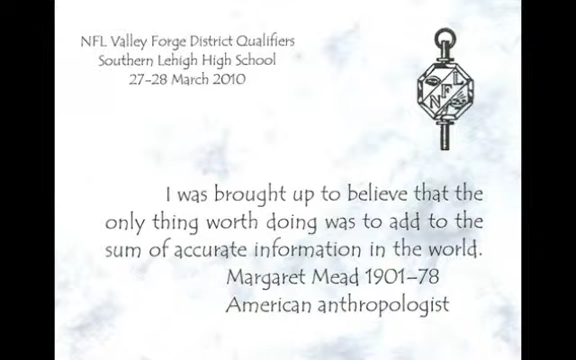 NFL Valley Forge District Qualifiers
Southern Lehigh High School
27–28 March 2010
NFL
I was brought up to believe that the
only thing worth doing was to add to the
sum of accurate information in the world.
Margaret Mead 1901–78
American anthropologist